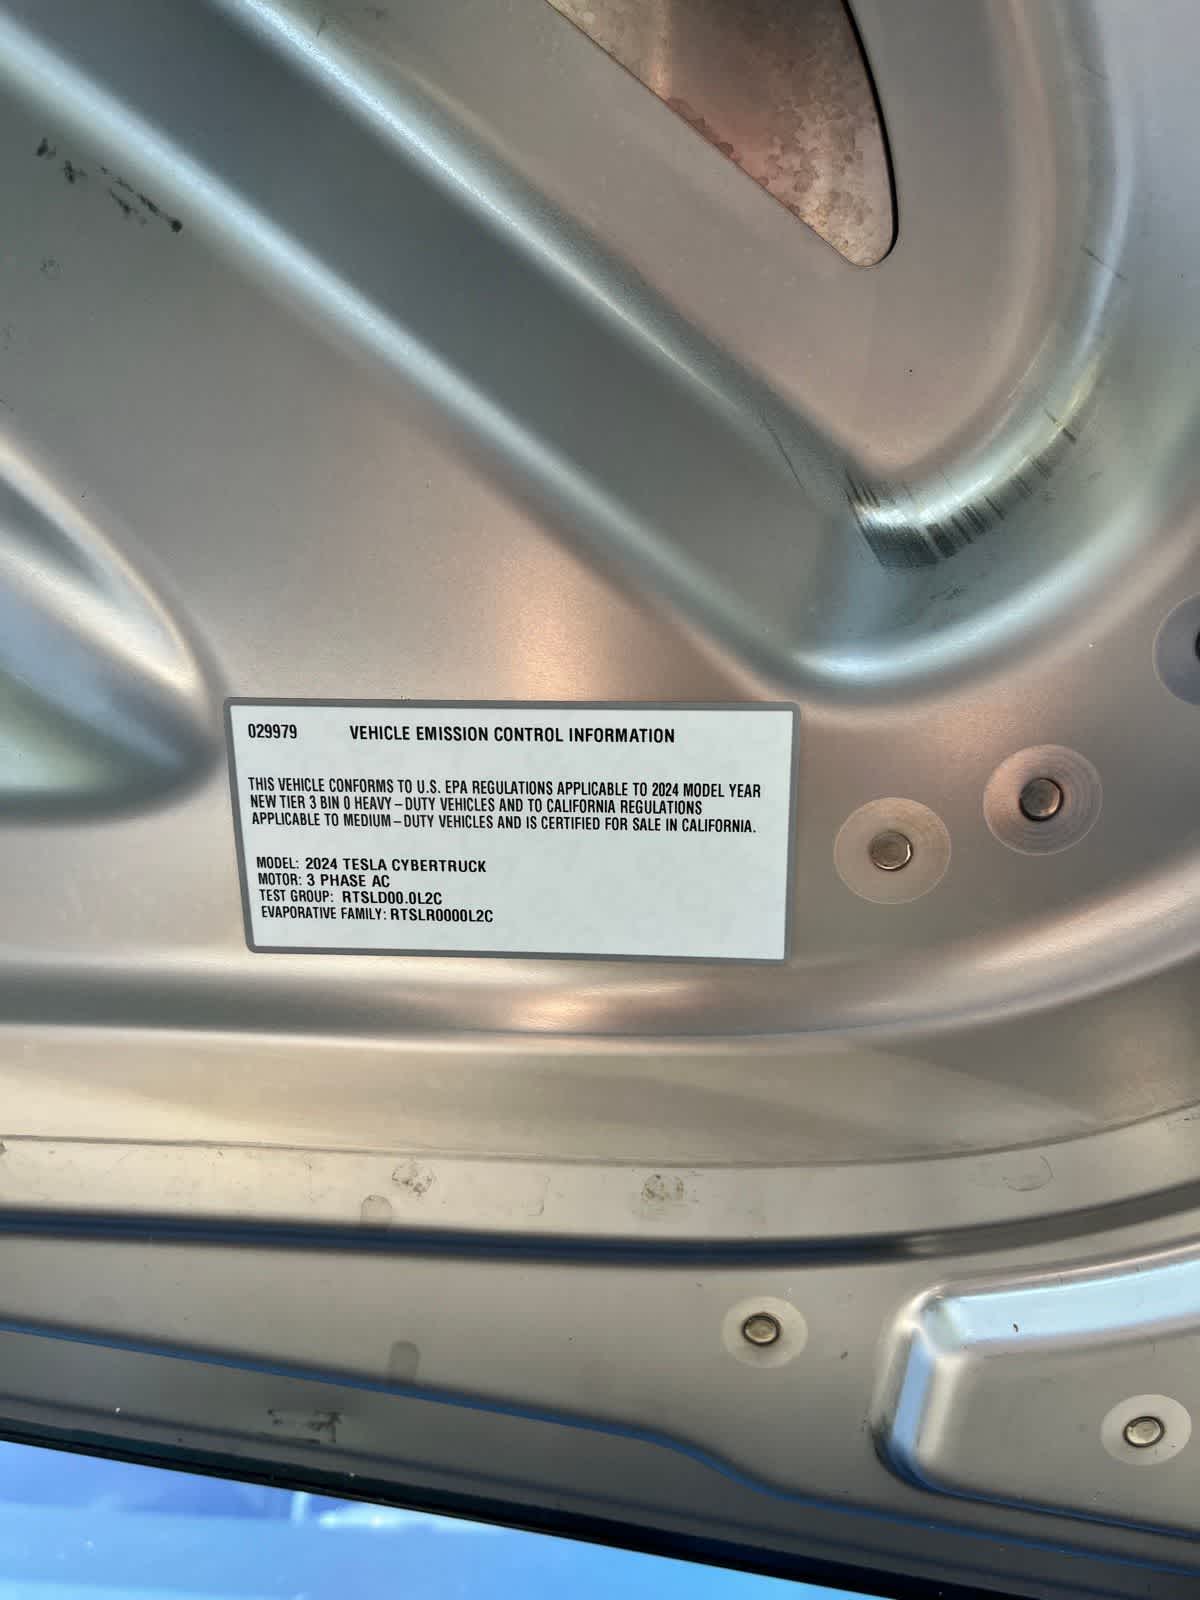 029979 VEHICLE EMISSION CONTROL INFORMATION
THIS VEHICLE CONFORMS TO U.S. EPA REGULATIONS APPLICABLE TO 2024 MODEL YEAR
NEW TIER 3 BIN 0 HEAVY-DUTY VEHICLES AND TO CALIFORNIA REGULATIONS
APPLICABLE TO MEDIUM-DUTY VEHICLES AND IS CERTIFIED FOR SALE IN CALIFORNIA.
MODEL: 2024 TESLA CYBERTRUCK
MOTOR: 3 PHASE AC
TEST GROUP: RTSLD00.0L2C
EVAPORATIVE FAMILY: RTSLR0000L2C